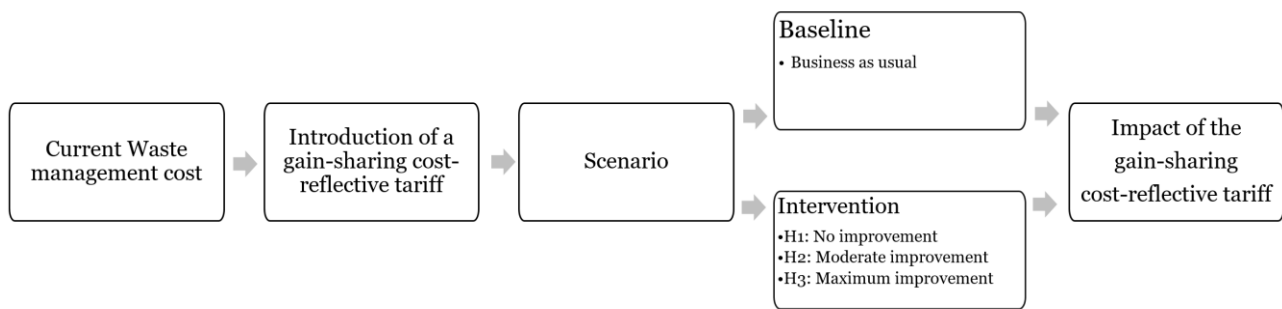 Current Waste
management cost
Introduction of a
gain-sharing cost-
reflective tariff
Scenario
Baseline
• Business as usual
Intervention
•H1: No improvement
•H2: Moderate improvement
•H3: Maximum improvement
Impact of the
gain-sharing
cost-reflective tariff